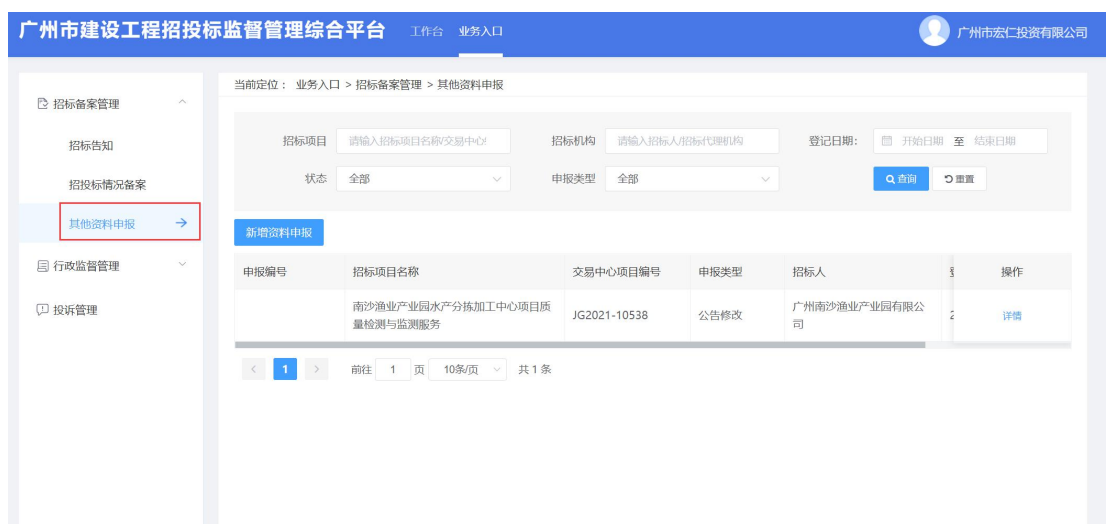 广州市建设工程招投标监督管理综合平台 工作台 业务入口 广州市宏仁投资有限公司
当前定位： 业务入口 > 招标备案管理 > 其他资料申报
招标备案管理
招标告知
招投标情况备案
其他资料申报
行政监督管理
投诉管理
招标项目 请输入招标项目名称/交易中心 招标机构 请输入招标人/招标代理机构 登记日期： 开始日期 至 结束日期
状态 全部 申报类型 全部 查询 重置
新增资料申报
申报编号 招标项目名称 交易中心项目编号 申报类型 招标人 操作
南沙渔业产业园水产分拣加工中心项目质
量检测与监测服务
JG2021-10538 公告修改
广州南沙渔业产业园有限公
司
详情
1 前往 1 页 10条/页 共 1 条